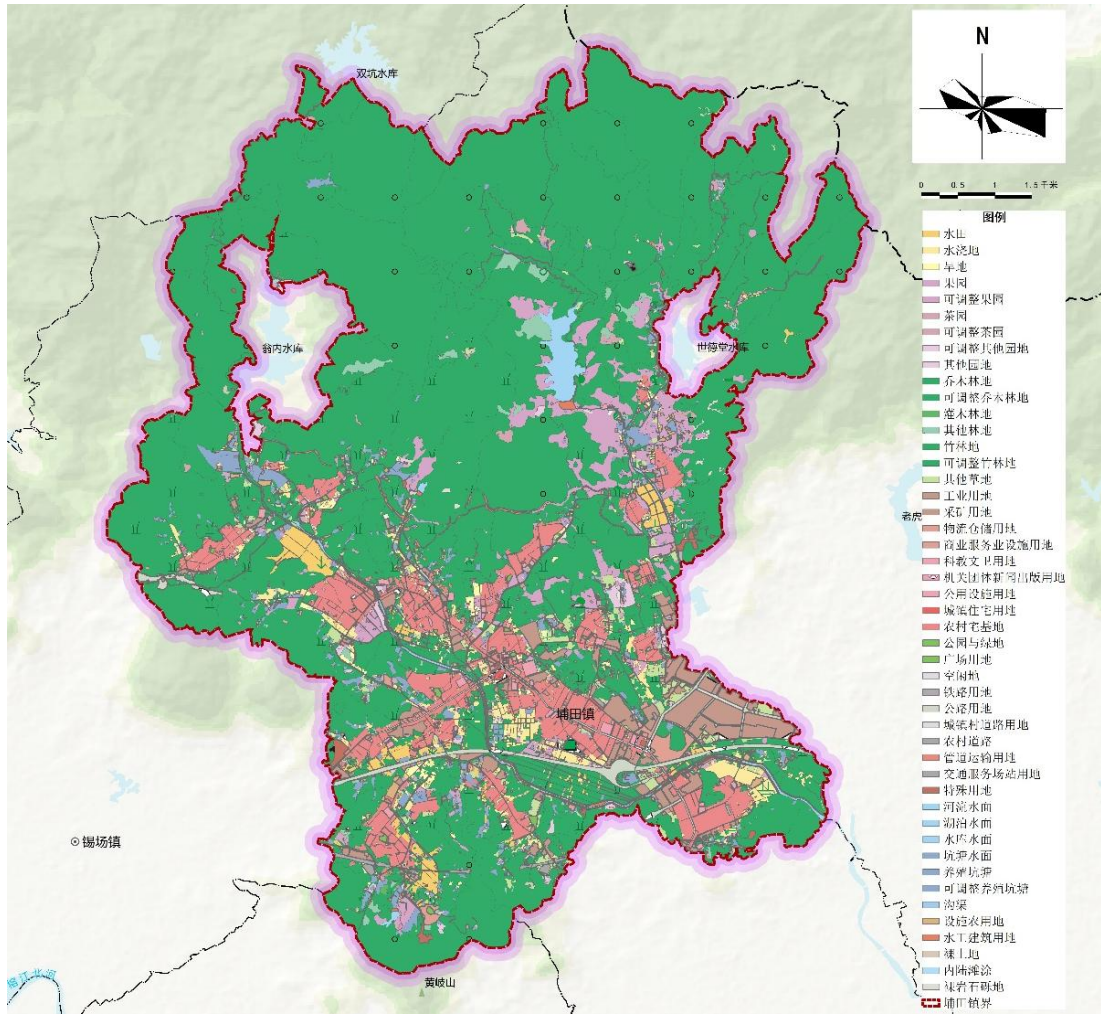 双坑水库
翁内水库
世德堂水库
老虎
埔田镇
锡场镇
黄岐山
榕江北河
N
0 0.5 1 1.5 千米
图例
水田
水浇地
旱地
果园
可调整果园
茶园
可调整茶园
可调整其他园地
其他园地
乔木林地
可调整乔木林地
灌木林地
其他林地
竹林地
可调整竹林地
其他草地
工业用地
采矿用地
物流仓储用地
商业服务业设施用地
科教文卫用地
机关团体新闻出版用地
公用设施用地
城镇住宅用地
农村宅基地
公园与绿地
广场用地
空闲地
铁路用地
公路用地
城镇村道路用地
农村道路
管道运输用地
交通服务场站用地
特殊用地
河流水面
湖泊水面
水库水面
坑塘水面
养殖坑塘
可调整养殖坑塘
沟渠
设施农用地
水工建筑用地
裸土地
内陆滩涂
裸岩石砾地
埔田镇界